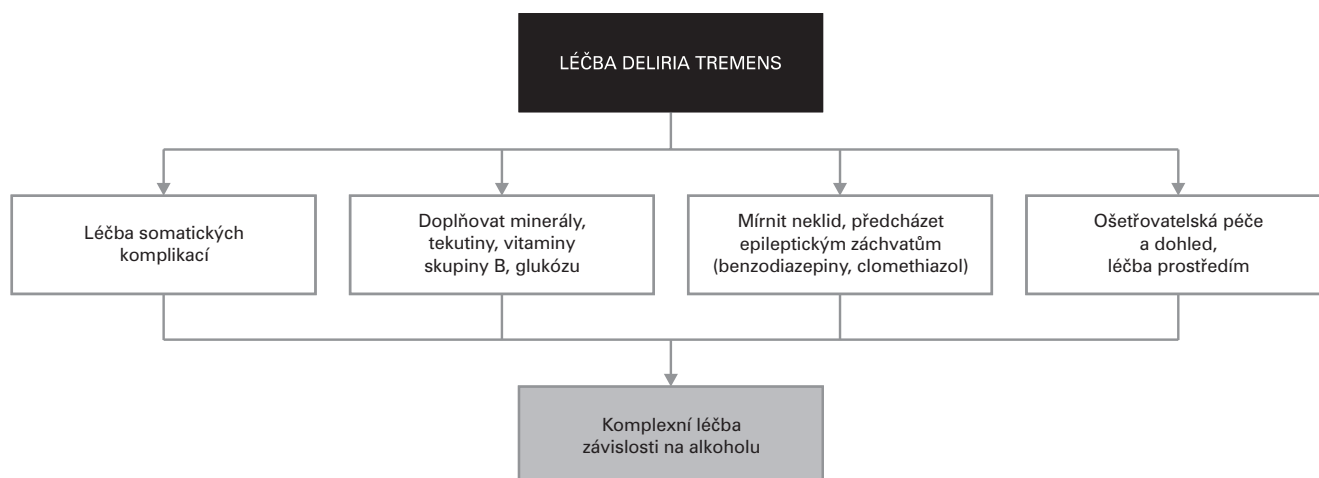 LÉČBA DELIRIA TREMENS
Léčba somatických
komplikací
Doplňovat minerály,
tekutiny, vitaminy
skupiny B, glukózu
Mírnit neklid, předcházet
epileptickým záchvatům
(benzodiazepiny, clomethiazol)
Ošetřovatelská péče
a dohled,
léčba prostředím
Komplexní léčba
závislosti na alkoholu